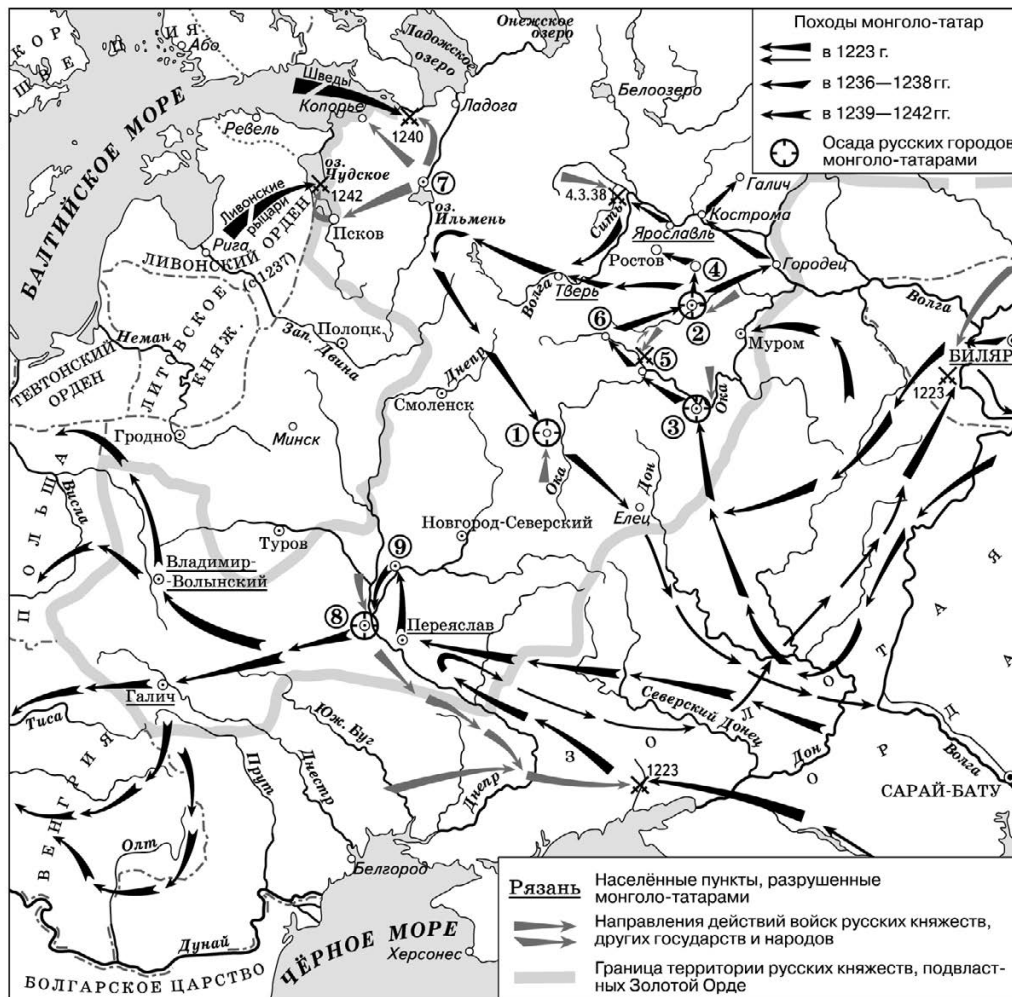 Походы монголо-татар
в 1223 г.
в 1236—1238 гг.
в 1239—1242 гг.
Осада русских городов
монголо-татарами
ШВЕЦИЯ
Або
Онежское
озеро
Ладожское
озеро
Шведы
Копорье
Ладога
Белоозеро
1240
Ревель
БАЛТИЙСКОЕ МОРЕ
оз.
Чудское
1242
⑦
4.3.38
Галич
Ливонские
рыцари
оз.
Ильмень
Сить
Кострома
Псков
Ярославль
Рига
ЛИВОНСКИЙ ОРДЕН
(с 1237)
Ростов
④
Городец
Волга
Тверь
Волга
②
ЛИТОВСКОЕ
КНЯЖ.
Зап. Двина
Полоцк
⑥
Неман
ТЕВТОНСКИЙ
ОРДЕН
Днепр
⑤
Муром
БИЛЯР
1223
Смоленск
③
Ока
Гродно
Минск
①
Ока
Дон
Елец
ПОЛЬША
Висла
Новгород-Северский
Туров
⑨
Владимир-
Волынский
⑧
Переяслав
Галич
Тиса
Северский Донец
ЗОЛОТАЯ
ОРДА
Юж. Буг
Дон
Волга
1223
САРАЙ-БАТУ
ВЕНГРИЯ
Прут
Днестр
Днепр
Олт
Белгород
Дунай
БОЛГАРСКОЕ ЦАРСТВО
ЧЁРНОЕ МОРЕ
Херсонес
Рязань
Населённые пункты, разрушенные
монголо-татарами
Направления действий войск русских княжеств,
других государств и народов
Граница территории русских княжеств, подвласт-
ных Золотой Орде